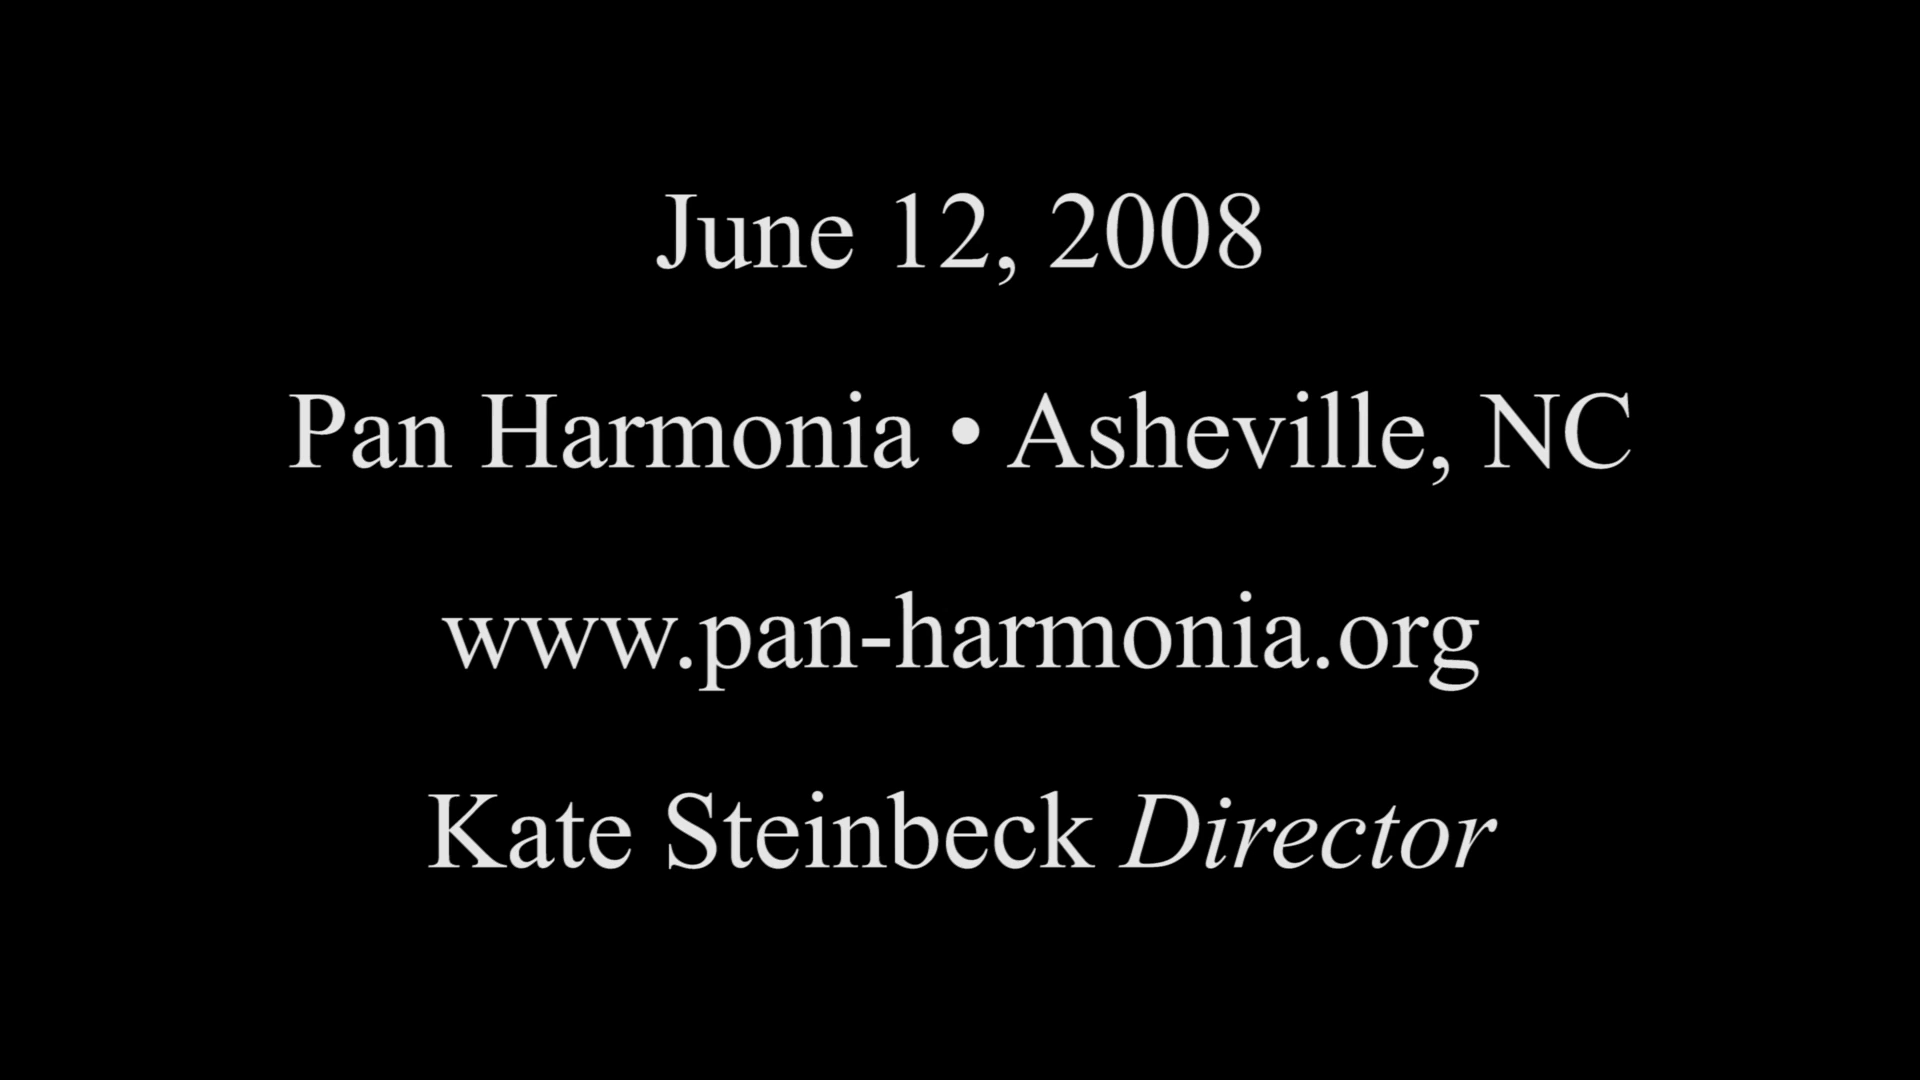 June 12, 2008
Pan Harmonia • Asheville, NC
www.pan-harmonia.org
Kate Steinbeck Director